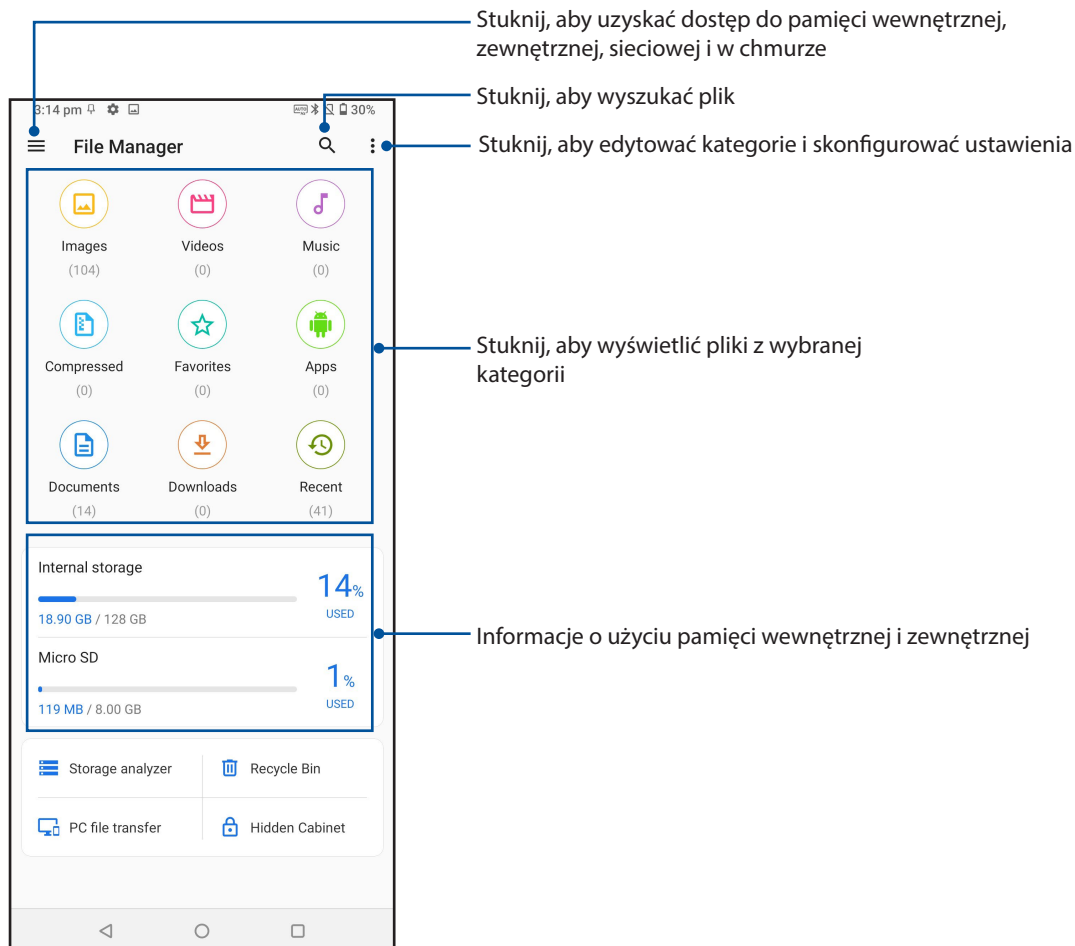 Stuknij, aby uzyskać dostęp do pamięci wewnętrznej,
zewnętrznej, sieciowej i w chmurze
Stuknij, aby wyszukać plik
3:14 pm 30%
File Manager
Stuknij, aby edytować kategorie i skonfigurować ustawienia
Images Videos Music
(104) (0) (0)
Compressed Favorites Apps
(0) (0) (0)
Stuknij, aby wyświetlić pliki z wybranej
kategorii
Documents Downloads Recent
(14) (0) (41)
Internal storage
14%
18.90 GB / 128 GB USED
Informacje o użyciu pamięci wewnętrznej i zewnętrznej
Micro SD
1%
119 MB / 8.00 GB USED
Storage analyzer Recycle Bin
PC file transfer Hidden Cabinet